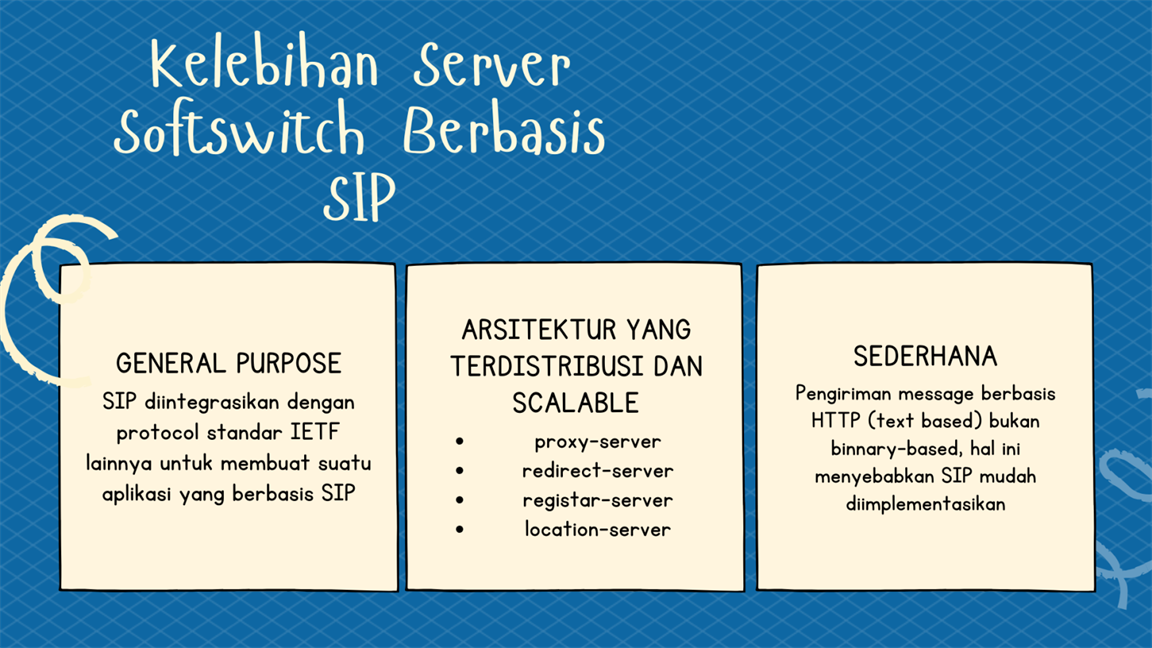 Kelebihan Server
Softswitch Berbasis
SIP
GENERAL PURPOSE
SIP diintegrasikan dengan
protocol standar IETF
lainnya untuk membuat suatu
aplikasi yang berbasis SIP
ARSITEKTUR YANG
TERDISTRIBUSI DAN
SCALABLE
• proxy-server
• redirect-server
• registar-server
• location-server
SEDERHANA
Pengiriman message berbasis
HTTP (text based) bukan
binnary-based, hal ini
menyebabkan SIP mudah
diimplementasikan